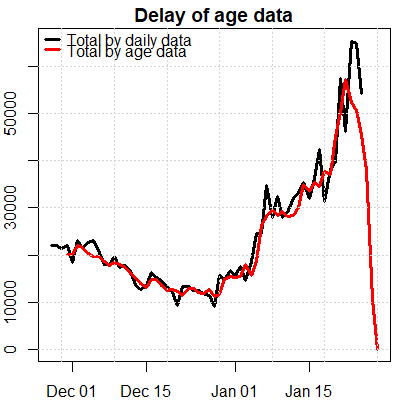 Delay of age data
Total by daily data
Total by age data
50000
30000
10000
0
Dec 01 Dec 15 Jan 01 Jan 15